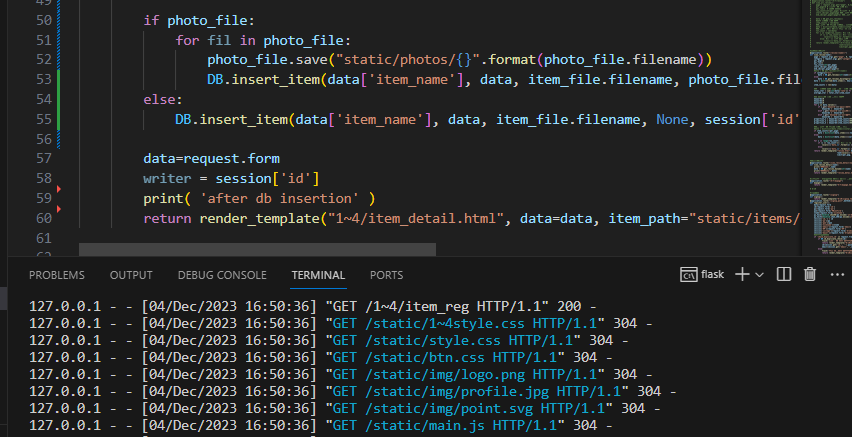 50 if photo_file:
51 for fil in photo_file:
52 photo_file.save("static/photos/{}".format(photo_file.filename))
53 DB.insert_item(data['item_name'], data, item_file.filename, photo_file.fil
54 else:
55 DB.insert_item(data['item_name'], data, item_file.filename, None, session['id'
56
57 data=request.form
58 writer = session['id']
59 print( 'after db insertion' )
60 return render_template("1~4/item_detail.html", data=data, item_path="static/items/
61
PROBLEMS OUTPUT DEBUG CONSOLE TERMINAL PORTS flask
127.0.0.1 - - [04/Dec/2023 16:50:36] "GET /1~4/item_reg HTTP/1.1" 200 -
127.0.0.1 - - [04/Dec/2023 16:50:36] "GET /static/1~4style.css HTTP/1.1" 304 -
127.0.0.1 - - [04/Dec/2023 16:50:36] "GET /static/style.css HTTP/1.1" 304 -
127.0.0.1 - - [04/Dec/2023 16:50:36] "GET /static/btn.css HTTP/1.1" 304 -
127.0.0.1 - - [04/Dec/2023 16:50:36] "GET /static/img/logo.png HTTP/1.1" 304 -
127.0.0.1 - - [04/Dec/2023 16:50:36] "GET /static/img/profile.jpg HTTP/1.1" 304 -
127.0.0.1 - - [04/Dec/2023 16:50:36] "GET /static/img/point.svg HTTP/1.1" 304 -
127.0.0.1 - - [04/Dec/2023 16:50:36] "GET /static/main.js HTTP/1.1" 304 -